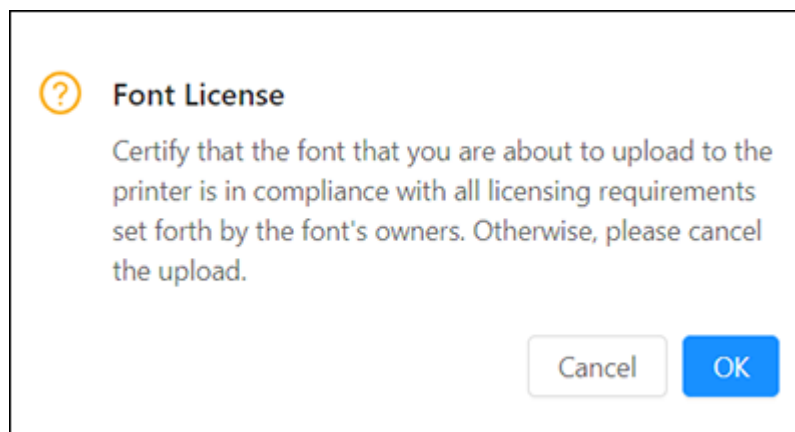 Font License
Certify that the font that you are about to upload to the
printer is in compliance with all licensing requirements
set forth by the font's owners. Otherwise, please cancel
the upload.
Cancel
OK